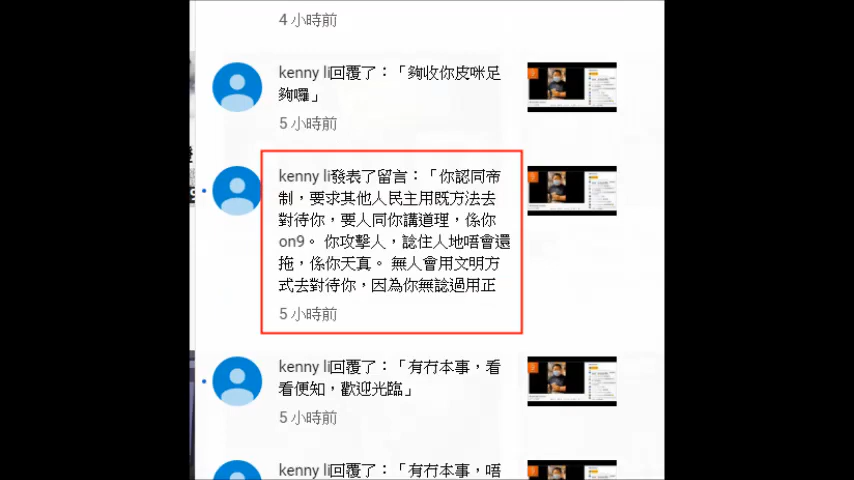 4 小時前
kenny li回覆了：「夠收你皮咪足
夠囉」
5 小時前
kenny li發表了留言：「你認同帝
制，要求其他人民主用既方法去
對待你，要人同你講道理，係你
on9。 你攻擊人，諗住人地唔會還
拖，係你天真。 無人會用文明方
式去對待你，因為你無諗過用正
5 小時前
kenny li回覆了：「有冇本事，看
看便知，歡迎光臨」
5 小時前
kenny li回覆了：「有冇本事，唔